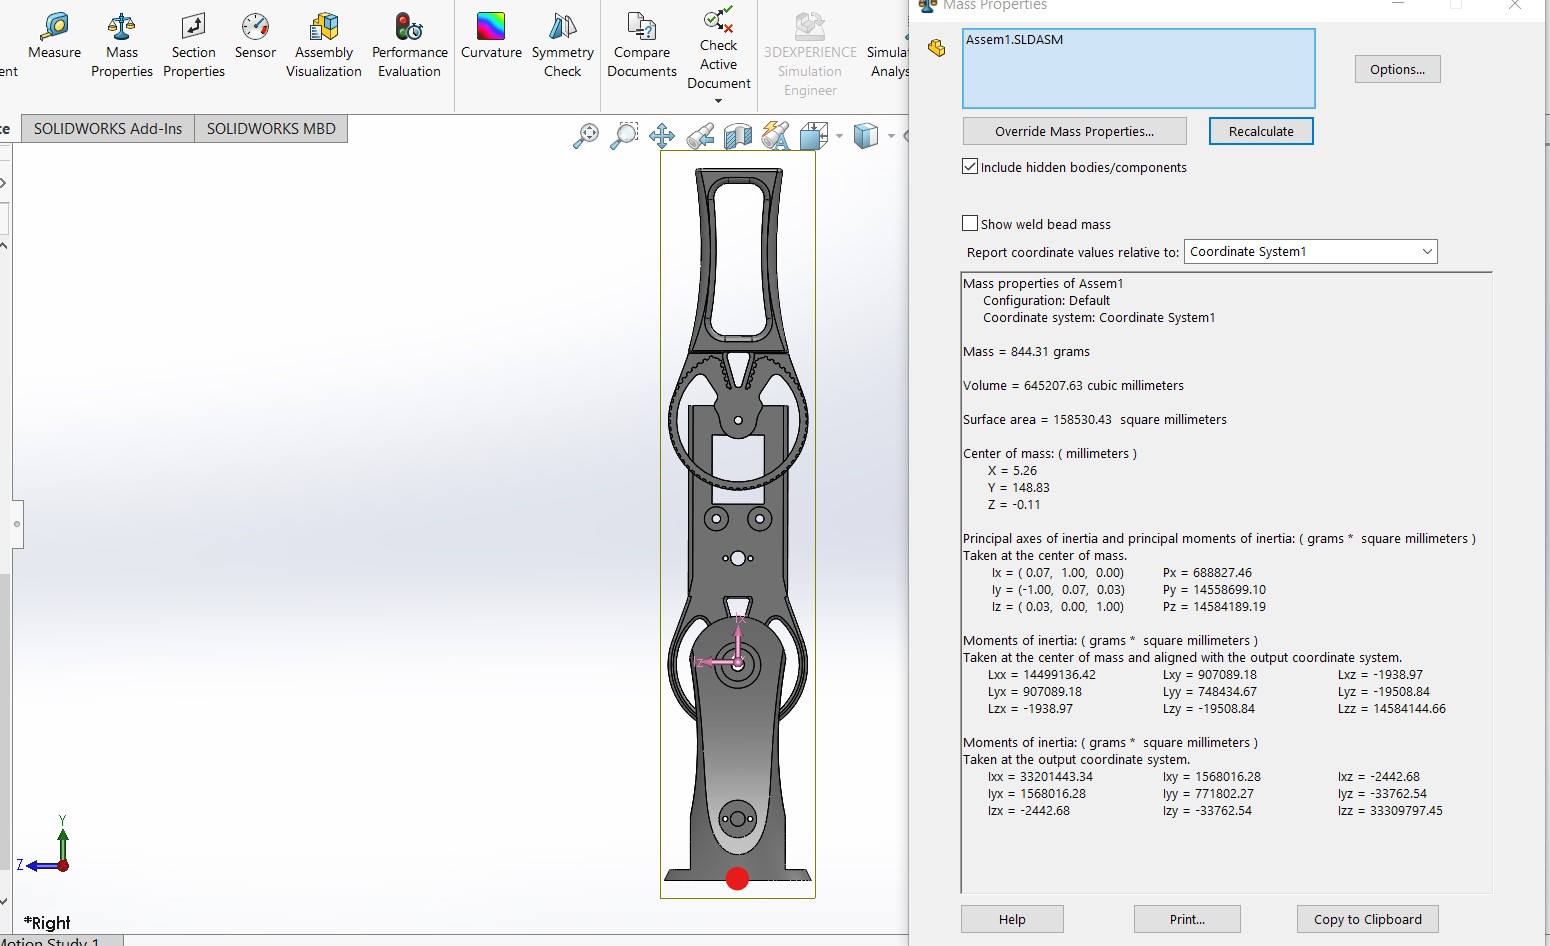 Mass Properties
ent
Measure
Mass Properties
Section Properties
Sensor
Assembly Visualization
Performance Evaluation
Curvature
Symmetry Check
Compare Documents
Check Active Document
3DEXPERIENCE Simulation Engineer
SOLIDWORKS Add-Ins
SOLIDWORKS MBD
Assem1.SLDASM
Options...
Override Mass Properties...
Recalculate
Include hidden bodies/components
Show weld bead mass
Report coordinate values relative to: Coordinate System1
Mass properties of Assem1
Configuration: Default
Coordinate system: Coordinate System1
Mass = 844.31 grams
Volume = 645207.63 cubic millimeters
Surface area = 158530.43 square millimeters
Center of mass: ( millimeters )
X = 5.26
Y = 148.83
Z = -0.11
Principal axes of inertia and principal moments of inertia: ( grams * square millimeters )
Taken at the center of mass.
Ix = ( 0.07, 1.00, 0.00) Px = 688827.46
Iy = (-1.00, 0.07, 0.03) Py = 14558699.10
Iz = ( 0.03, 0.00, 1.00) Pz = 14584189.19
Moments of inertia: ( grams * square millimeters )
Taken at the center of mass and aligned with the output coordinate system.
Lxx = 14499136.42 Lxy = 907089.18 Lxz = -1938.97
Lyx = 907089.18 Lyy = 748434.67 Lyz = -19508.84
Lzx = -1938.97 Lzy = -19508.84 Lzz = 14584144.66
Moments of inertia: ( grams * square millimeters )
Taken at the output coordinate system.
Ixx = 33201443.34 Ixy = 1568016.28 Ixz = -2442.68
Iyx = 1568016.28 Iyy = 771802.27 Iyz = -33762.54
Izx = -2442.68 Izy = -33762.54 Izz = 33309797.45
Help
Print...
Copy to Clipboard
Ix
Iz
Y
Z
*Right
Motion Study 1